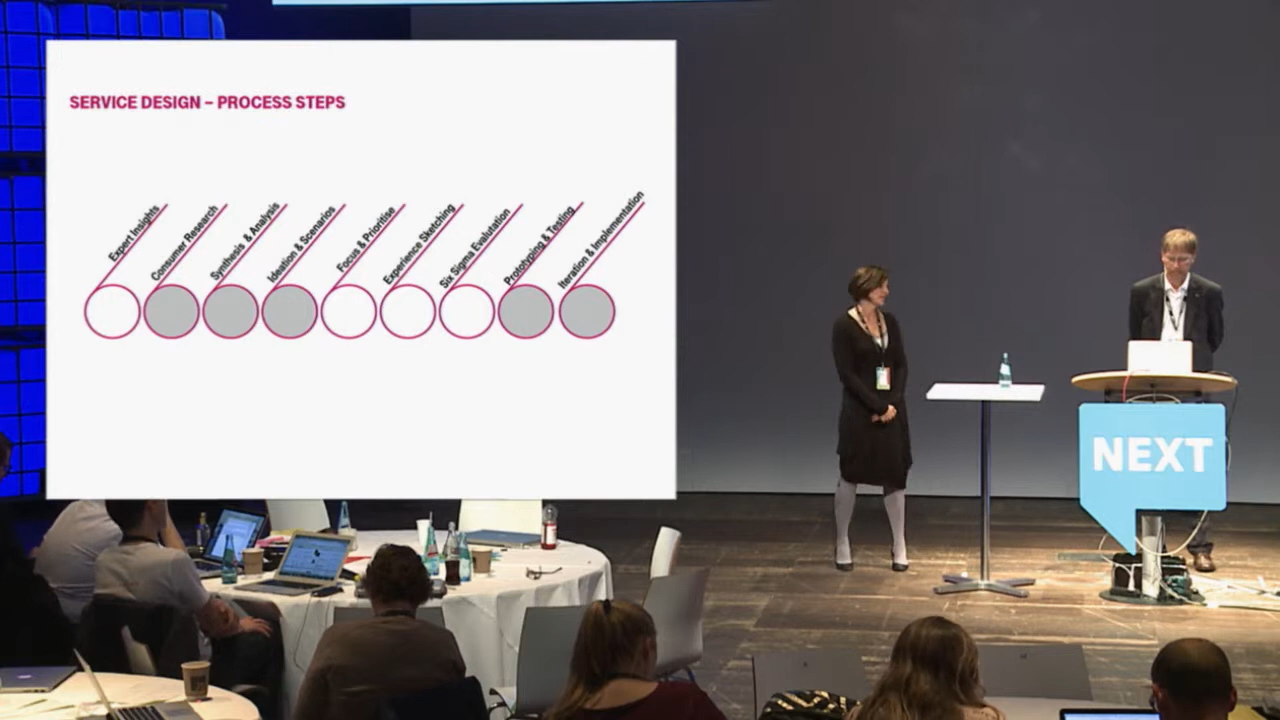 SERVICE DESIGN – PROCESS STEPS
Expert Insights
Consumer Research
Synthesis & Analysis
Ideation & Scenarios
Focus & Prioritise
Experience Sketching
Six Sigma Evalutation
Prototyping & Testing
Iteration & Implementation
NEXT